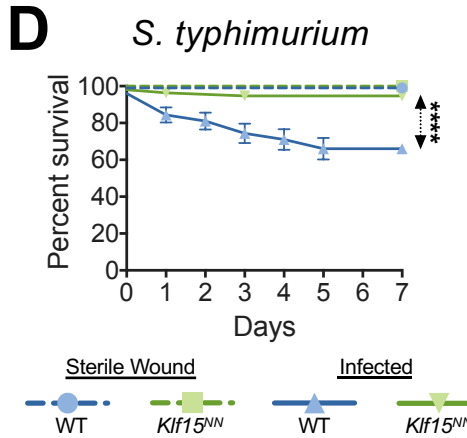 D S. typhimurium
100
80
60
40
20
0
Percent survival
****
0 1 2 3 4 5 6 7
Days
Sterile Wound Infected
WT Klf15NN WT Klf15NN